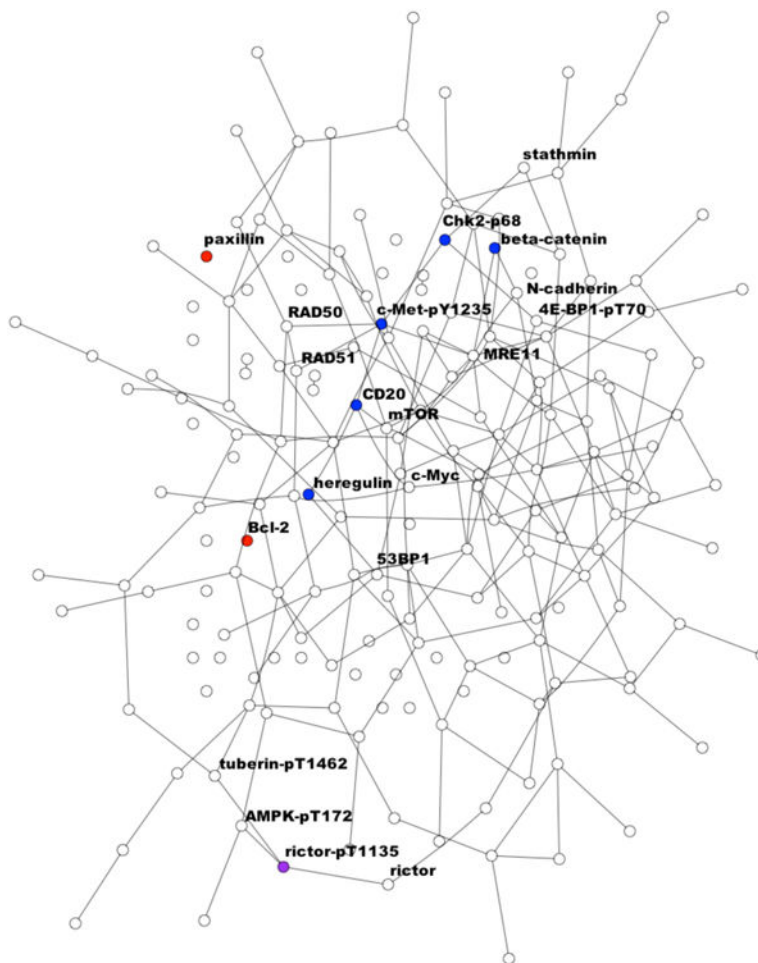 stathmin
Chk2-p68
paxillin
beta-catenin
N-cadherin
RAD50
c-Met-pY1235
4E-BP1-pT70
RAD51
MRE11
CD20
mTOR
c-Myc
heregulin
Bcl-2
53BP1
tuberin-pT1462
AMPK-pT172
rictor-pT1135
rictor